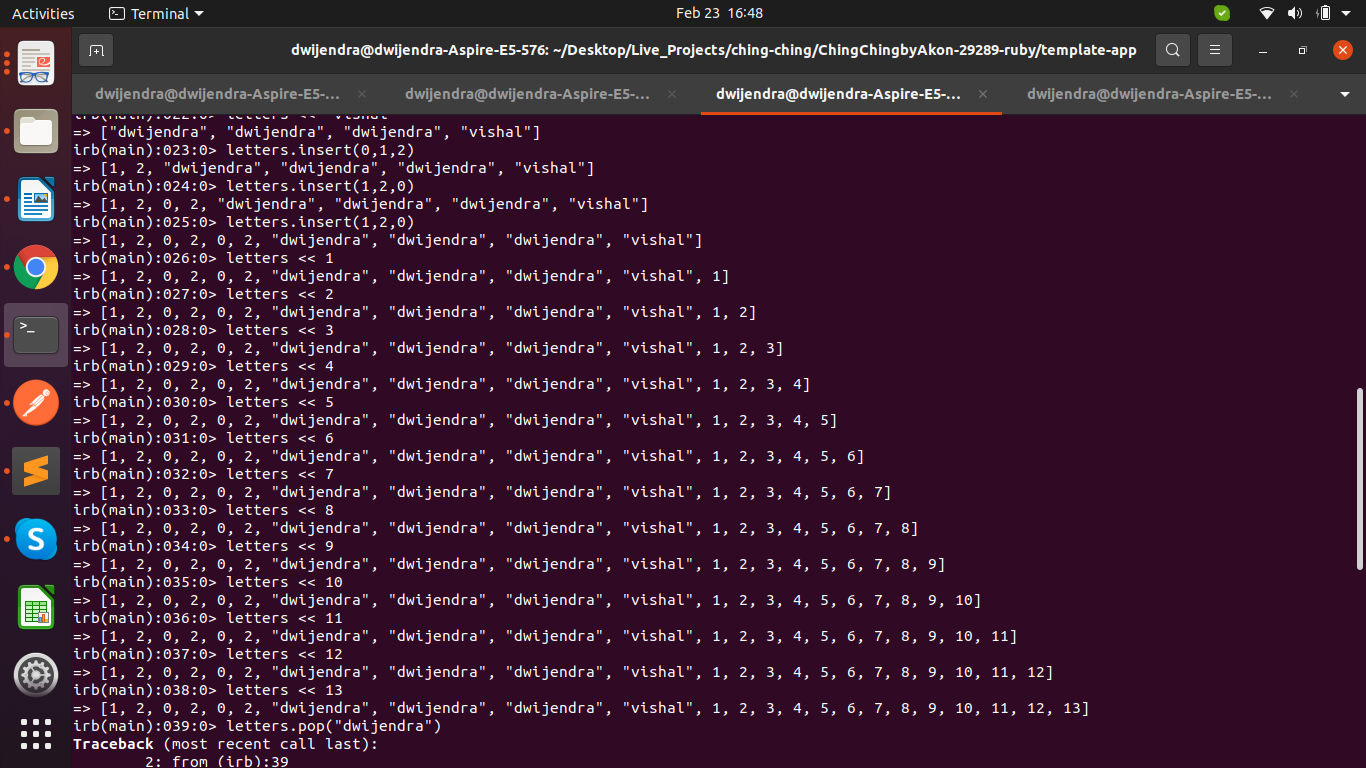 Activities
Terminal
Feb 23 16:48
dwijendra@dwijendra-Aspire-E5-576: ~/Desktop/Live_Projects/ching-ching/ChingChingbyAkon-29289-ruby/template-app
dwijendra@dwijendra-Aspire-E5-...
dwijendra@dwijendra-Aspire-E5-...
dwijendra@dwijendra-Aspire-E5-...
dwijendra@dwijendra-Aspire-E5-...
irb(main):022:0> letters << "vishal"
=> ["dwijendra", "dwijendra", "dwijendra", "vishal"]
irb(main):023:0> letters.insert(0,1,2)
=> [1, 2, "dwijendra", "dwijendra", "dwijendra", "vishal"]
irb(main):024:0> letters.insert(1,2,0)
=> [1, 2, 0, 2, "dwijendra", "dwijendra", "dwijendra", "vishal"]
irb(main):025:0> letters.insert(1,2,0)
=> [1, 2, 0, 2, 0, 2, "dwijendra", "dwijendra", "dwijendra", "vishal"]
irb(main):026:0> letters << 1
=> [1, 2, 0, 2, 0, 2, "dwijendra", "dwijendra", "dwijendra", "vishal", 1]
irb(main):027:0> letters << 2
=> [1, 2, 0, 2, 0, 2, "dwijendra", "dwijendra", "dwijendra", "vishal", 1, 2]
irb(main):028:0> letters << 3
=> [1, 2, 0, 2, 0, 2, "dwijendra", "dwijendra", "dwijendra", "vishal", 1, 2, 3]
irb(main):029:0> letters << 4
=> [1, 2, 0, 2, 0, 2, "dwijendra", "dwijendra", "dwijendra", "vishal", 1, 2, 3, 4]
irb(main):030:0> letters << 5
=> [1, 2, 0, 2, 0, 2, "dwijendra", "dwijendra", "dwijendra", "vishal", 1, 2, 3, 4, 5]
irb(main):031:0> letters << 6
=> [1, 2, 0, 2, 0, 2, "dwijendra", "dwijendra", "dwijendra", "vishal", 1, 2, 3, 4, 5, 6]
irb(main):032:0> letters << 7
=> [1, 2, 0, 2, 0, 2, "dwijendra", "dwijendra", "dwijendra", "vishal", 1, 2, 3, 4, 5, 6, 7]
irb(main):033:0> letters << 8
=> [1, 2, 0, 2, 0, 2, "dwijendra", "dwijendra", "dwijendra", "vishal", 1, 2, 3, 4, 5, 6, 7, 8]
irb(main):034:0> letters << 9
=> [1, 2, 0, 2, 0, 2, "dwijendra", "dwijendra", "dwijendra", "vishal", 1, 2, 3, 4, 5, 6, 7, 8, 9]
irb(main):035:0> letters << 10
=> [1, 2, 0, 2, 0, 2, "dwijendra", "dwijendra", "dwijendra", "vishal", 1, 2, 3, 4, 5, 6, 7, 8, 9, 10]
irb(main):036:0> letters << 11
=> [1, 2, 0, 2, 0, 2, "dwijendra", "dwijendra", "dwijendra", "vishal", 1, 2, 3, 4, 5, 6, 7, 8, 9, 10, 11]
irb(main):037:0> letters << 12
=> [1, 2, 0, 2, 0, 2, "dwijendra", "dwijendra", "dwijendra", "vishal", 1, 2, 3, 4, 5, 6, 7, 8, 9, 10, 11, 12]
irb(main):038:0> letters << 13
=> [1, 2, 0, 2, 0, 2, "dwijendra", "dwijendra", "dwijendra", "vishal", 1, 2, 3, 4, 5, 6, 7, 8, 9, 10, 11, 12, 13]
irb(main):039:0> letters.pop("dwijendra")
Traceback (most recent call last):
2: from (irb):39